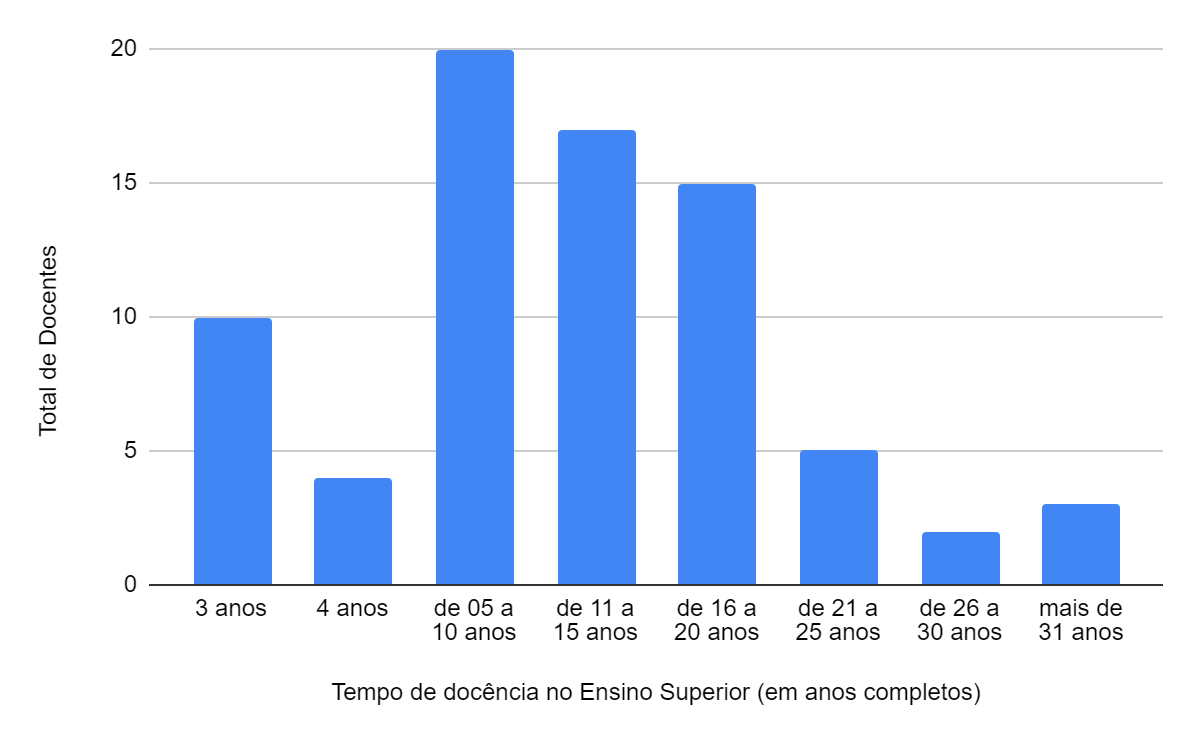 20
15
10
5
0
Total de Docentes
3 anos
4 anos
de 05 a
10 anos
de 11 a
15 anos
de 16 a
20 anos
de 21 a
25 anos
de 26 a
30 anos
mais de
31 anos
Tempo de docência no Ensino Superior (em anos completos)